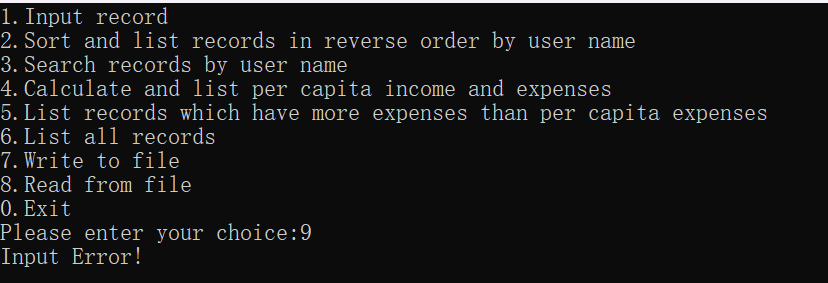 1.Input record
2.Sort and list records in reverse order by user name
3.Search records by user name
4.Calculate and list per capita income and expenses
5.List records which have more expenses than per capita expenses
6.List all records
7.Write to file
8.Read from file
0.Exit
Please enter your choice:9
Input Error!